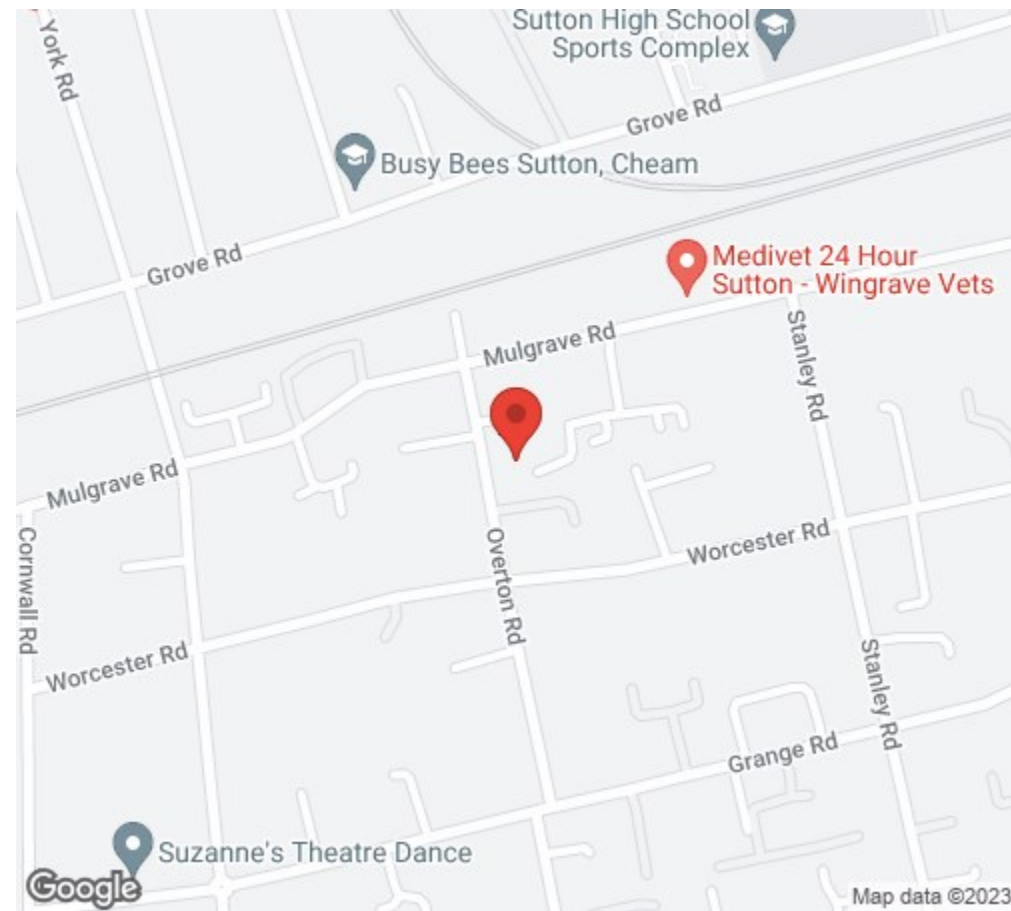 Sutton High School
Sports Complex
York Rd
Grove Rd
Busy Bees Sutton, Cheam
Grove Rd
Medivet 24 Hour
Sutton - Wingrave Vets
Mulgrave Rd
Stanley Rd
Mulgrave Rd
Cornwall Rd
Overton Rd
Worcester Rd
Worcester Rd
Stanley Rd
Grange Rd
Suzanne's Theatre Dance
Google
Map data ©2023